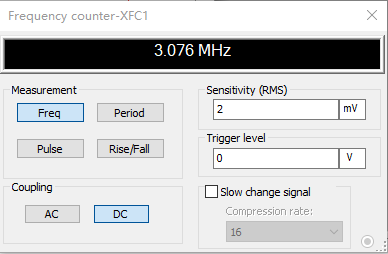 Frequency counter-XFC1
3.076 MHz
Measurement
Freq
Period
Pulse
Rise/Fall
Coupling
AC
DC
Sensitivity (RMS)
2
mV
Trigger level
0
V
Slow change signal
Compression rate:
16